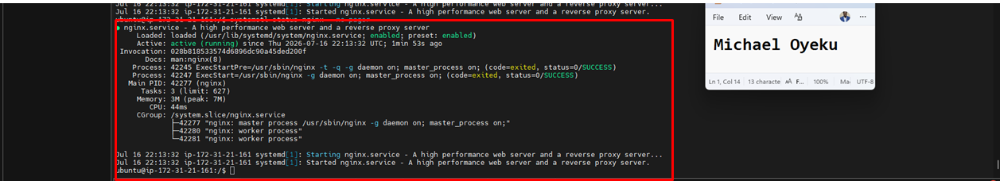 Jul 16 22:13:32 ip-172-31-21-161 systemd[1]: Starting nginx.service - A high performance web server and a reverse proxy server...
Jul 16 22:13:32 ip-172-31-21-161 systemd[1]: Started nginx.service - A high performance web server and a reverse proxy server.
● nginx.service - A high performance web server and a reverse proxy server
Loaded: loaded (/usr/lib/systemd/system/nginx.service; enabled; preset: enabled)
Active: active (running) since Thu 2026-07-16 22:13:32 UTC; 1min 53s ago
Invocation: 028b818533574d6896dc90a45ded200f
Docs: man:nginx(8)
Process: 42245 ExecStartPre=/usr/sbin/nginx -t -q -g daemon on; master_process on; (code=exited, status=0/SUCCESS)
Process: 42247 ExecStart=/usr/sbin/nginx -g daemon on; master_process on; (code=exited, status=0/SUCCESS)
Main PID: 42277 (nginx)
Tasks: 3 (limit: 627)
Memory: 3M (peak: 7M)
CPU: 44ms
CGroup: /system.slice/nginx.service
├─42277 "nginx: master process /usr/sbin/nginx -g daemon on; master_process on;"
├─42280 "nginx: worker process"
└─42281 "nginx: worker process"
Jul 16 22:13:32 ip-172-31-21-161 systemd[1]: Starting nginx.service - A high performance web server and a reverse proxy server...
Jul 16 22:13:32 ip-172-31-21-161 systemd[1]: Started nginx.service - A high performance web server and a reverse proxy server.
ubuntu@ip-172-31-21-161:/$
File Edit View
Michael Oyeku
Ln 1, Col 14 13 characte F... 100% Mac UTF-8